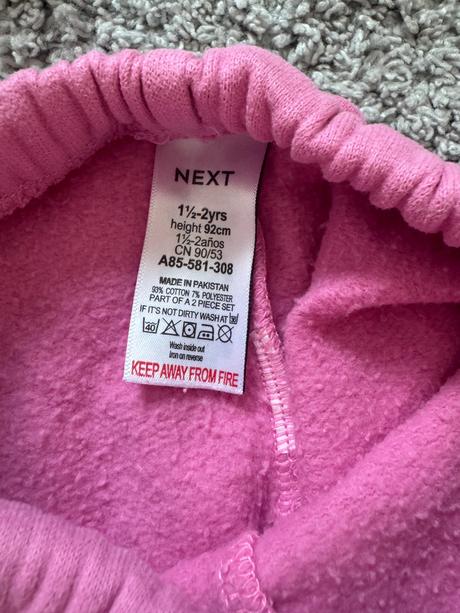 NEXT
1½-2yrs
height 92cm
1½-2años
CN 90/53
A85-581-308
MADE IN PAKISTAN
93% COTTON 7% POLYESTER
PART OF A 2 PIECE SET
IF IT'S NOT DIRTY WASH AT 30
40
Wash inside out
Iron on reverse
KEEP AWAY FROM FIRE